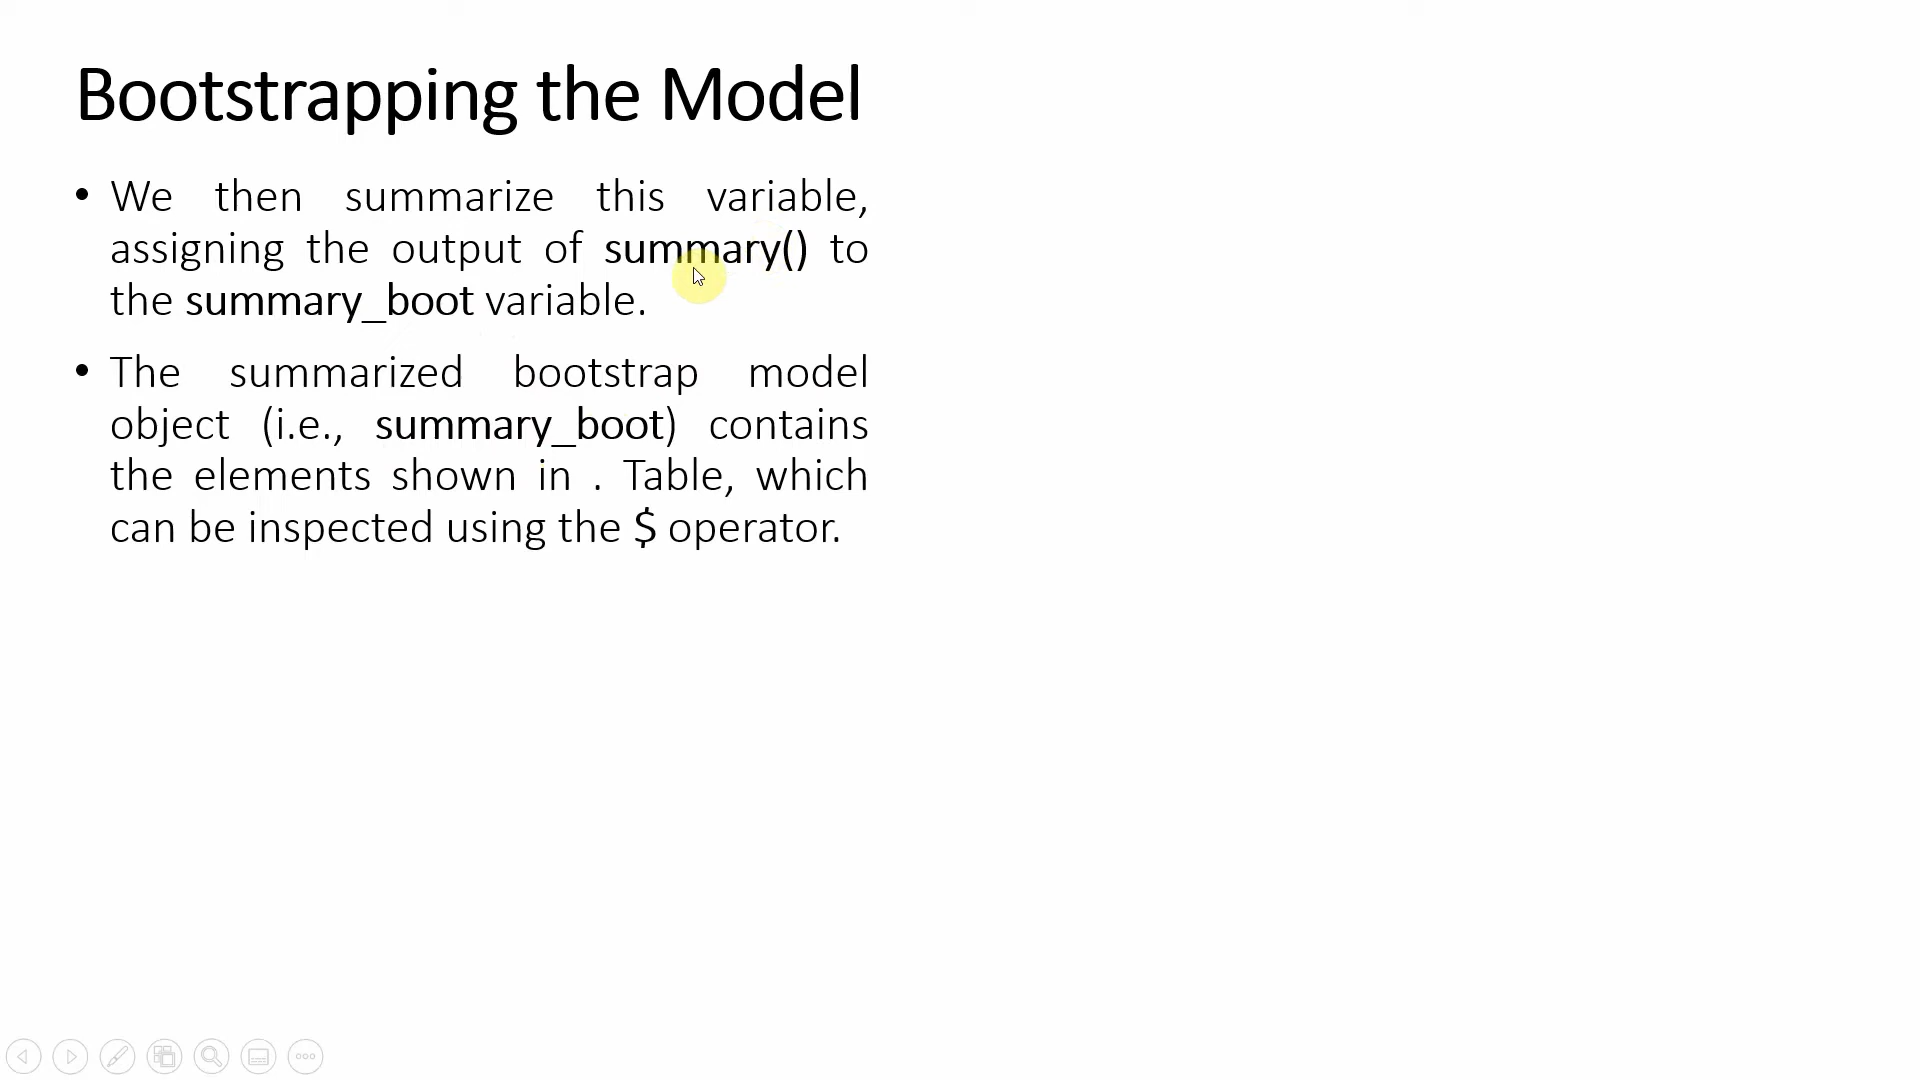 Bootstrapping the Model
• We then summarize this variable,
assigning the output of summary() to
the summary_boot variable.
• The summarized bootstrap model
object (i.e., summary_boot) contains
the elements shown in . Table, which
can be inspected using the $ operator.